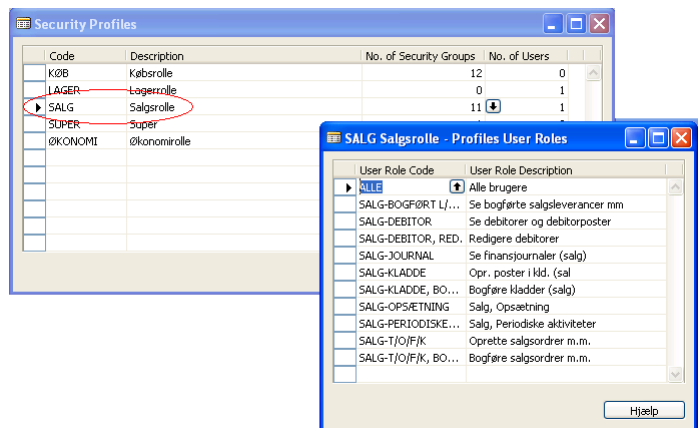 Security Profiles
Code Description No. of Security Groups No. of Users
KØB Købsrolle 12 0
LAGER Lagerrolle 0 1
SALG Salgsrolle 11 1
SUPER Super
ØKONOMI Økonomirolle
SALG Salgsrolle - Profiles User Roles
User Role Code User Role Description
ALLE Alle brugere
SALG-BOGFØRT L/... Se bogførte salgsleverancer mm
SALG-DEBITOR Se debitorer og debitorposter
SALG-DEBITOR, RED. Redigere debitorer
SALG-JOURNAL Se finansjournaler (salg)
SALG-KLADDE Opr. poster i kld. (sal
SALG-KLADDE, BO... Bogføre kladder (salg)
SALG-OPSÆTNING Salg, Opsætning
SALG-PERIODISKE... Salg, Periodiske aktiviteter
SALG-T/O/F/K Oprette salgsordrer m.m.
SALG-T/O/F/K, BO... Bogføre salgsordrer m.m.
Hjælp